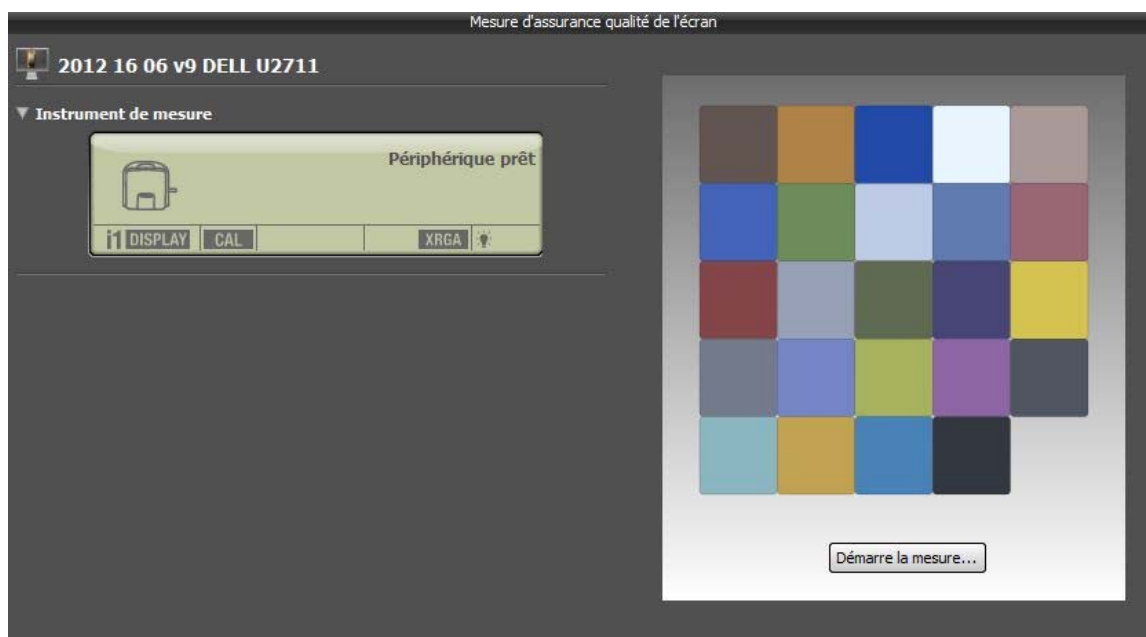 Mesure d'assurance qualité de l'écran
2012 16 06 v9 DELL U2711
Instrument de mesure
Périphérique prêt
i1 DISPLAY CAL XRGA
Démarre la mesure...